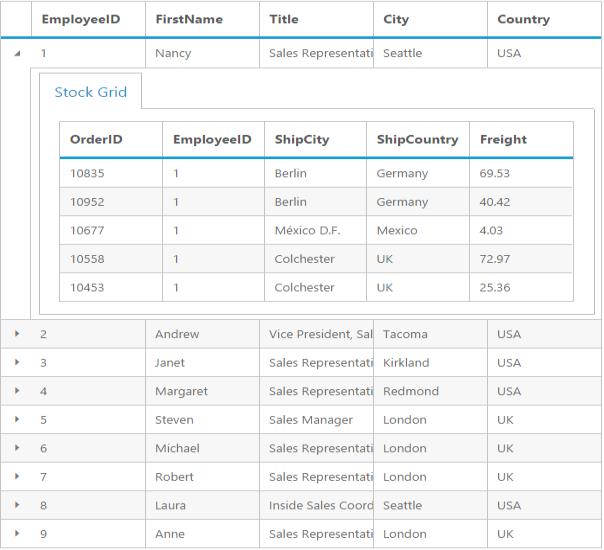 EmployeeID FirstName Title City Country
1 Nancy Sales Representati Seattle USA
Stock Grid
OrderID EmployeeID ShipCity ShipCountry Freight
10835 1 Berlin Germany 69.53
10952 1 Berlin Germany 40.42
10677 1 México D.F. Mexico 4.03
10558 1 Colchester UK 72.97
10453 1 Colchester UK 25.36
2 Andrew Vice President, Sal Tacoma USA
3 Janet Sales Representati Kirkland USA
4 Margaret Sales Representati Redmond USA
5 Steven Sales Manager London UK
6 Michael Sales Representati London UK
7 Robert Sales Representati London UK
8 Laura Inside Sales Coord Seattle USA
9 Anne Sales Representati London UK